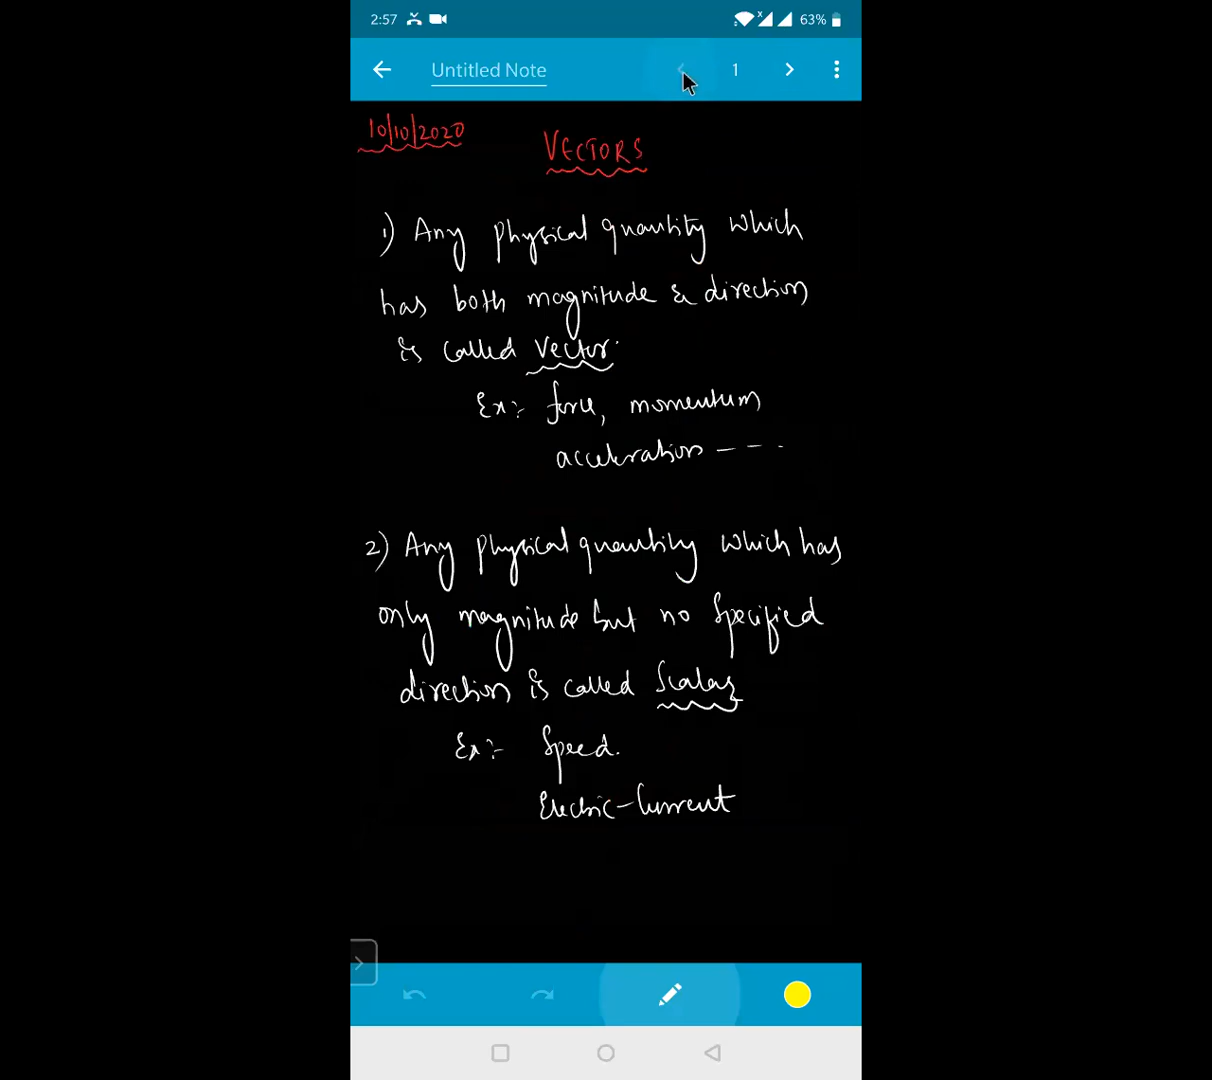 2:57
63%
Untitled Note
1
10/10/2020
VECTORS
1) Any physical quantity which
has both magnitude & direction
is called Vector.
Ex:- force, momentum
acceleration ---.
2) Any physical quantity which has
only magnitude but no specified
direction is called Scalar
Ex:- Speed.
Electric-Current